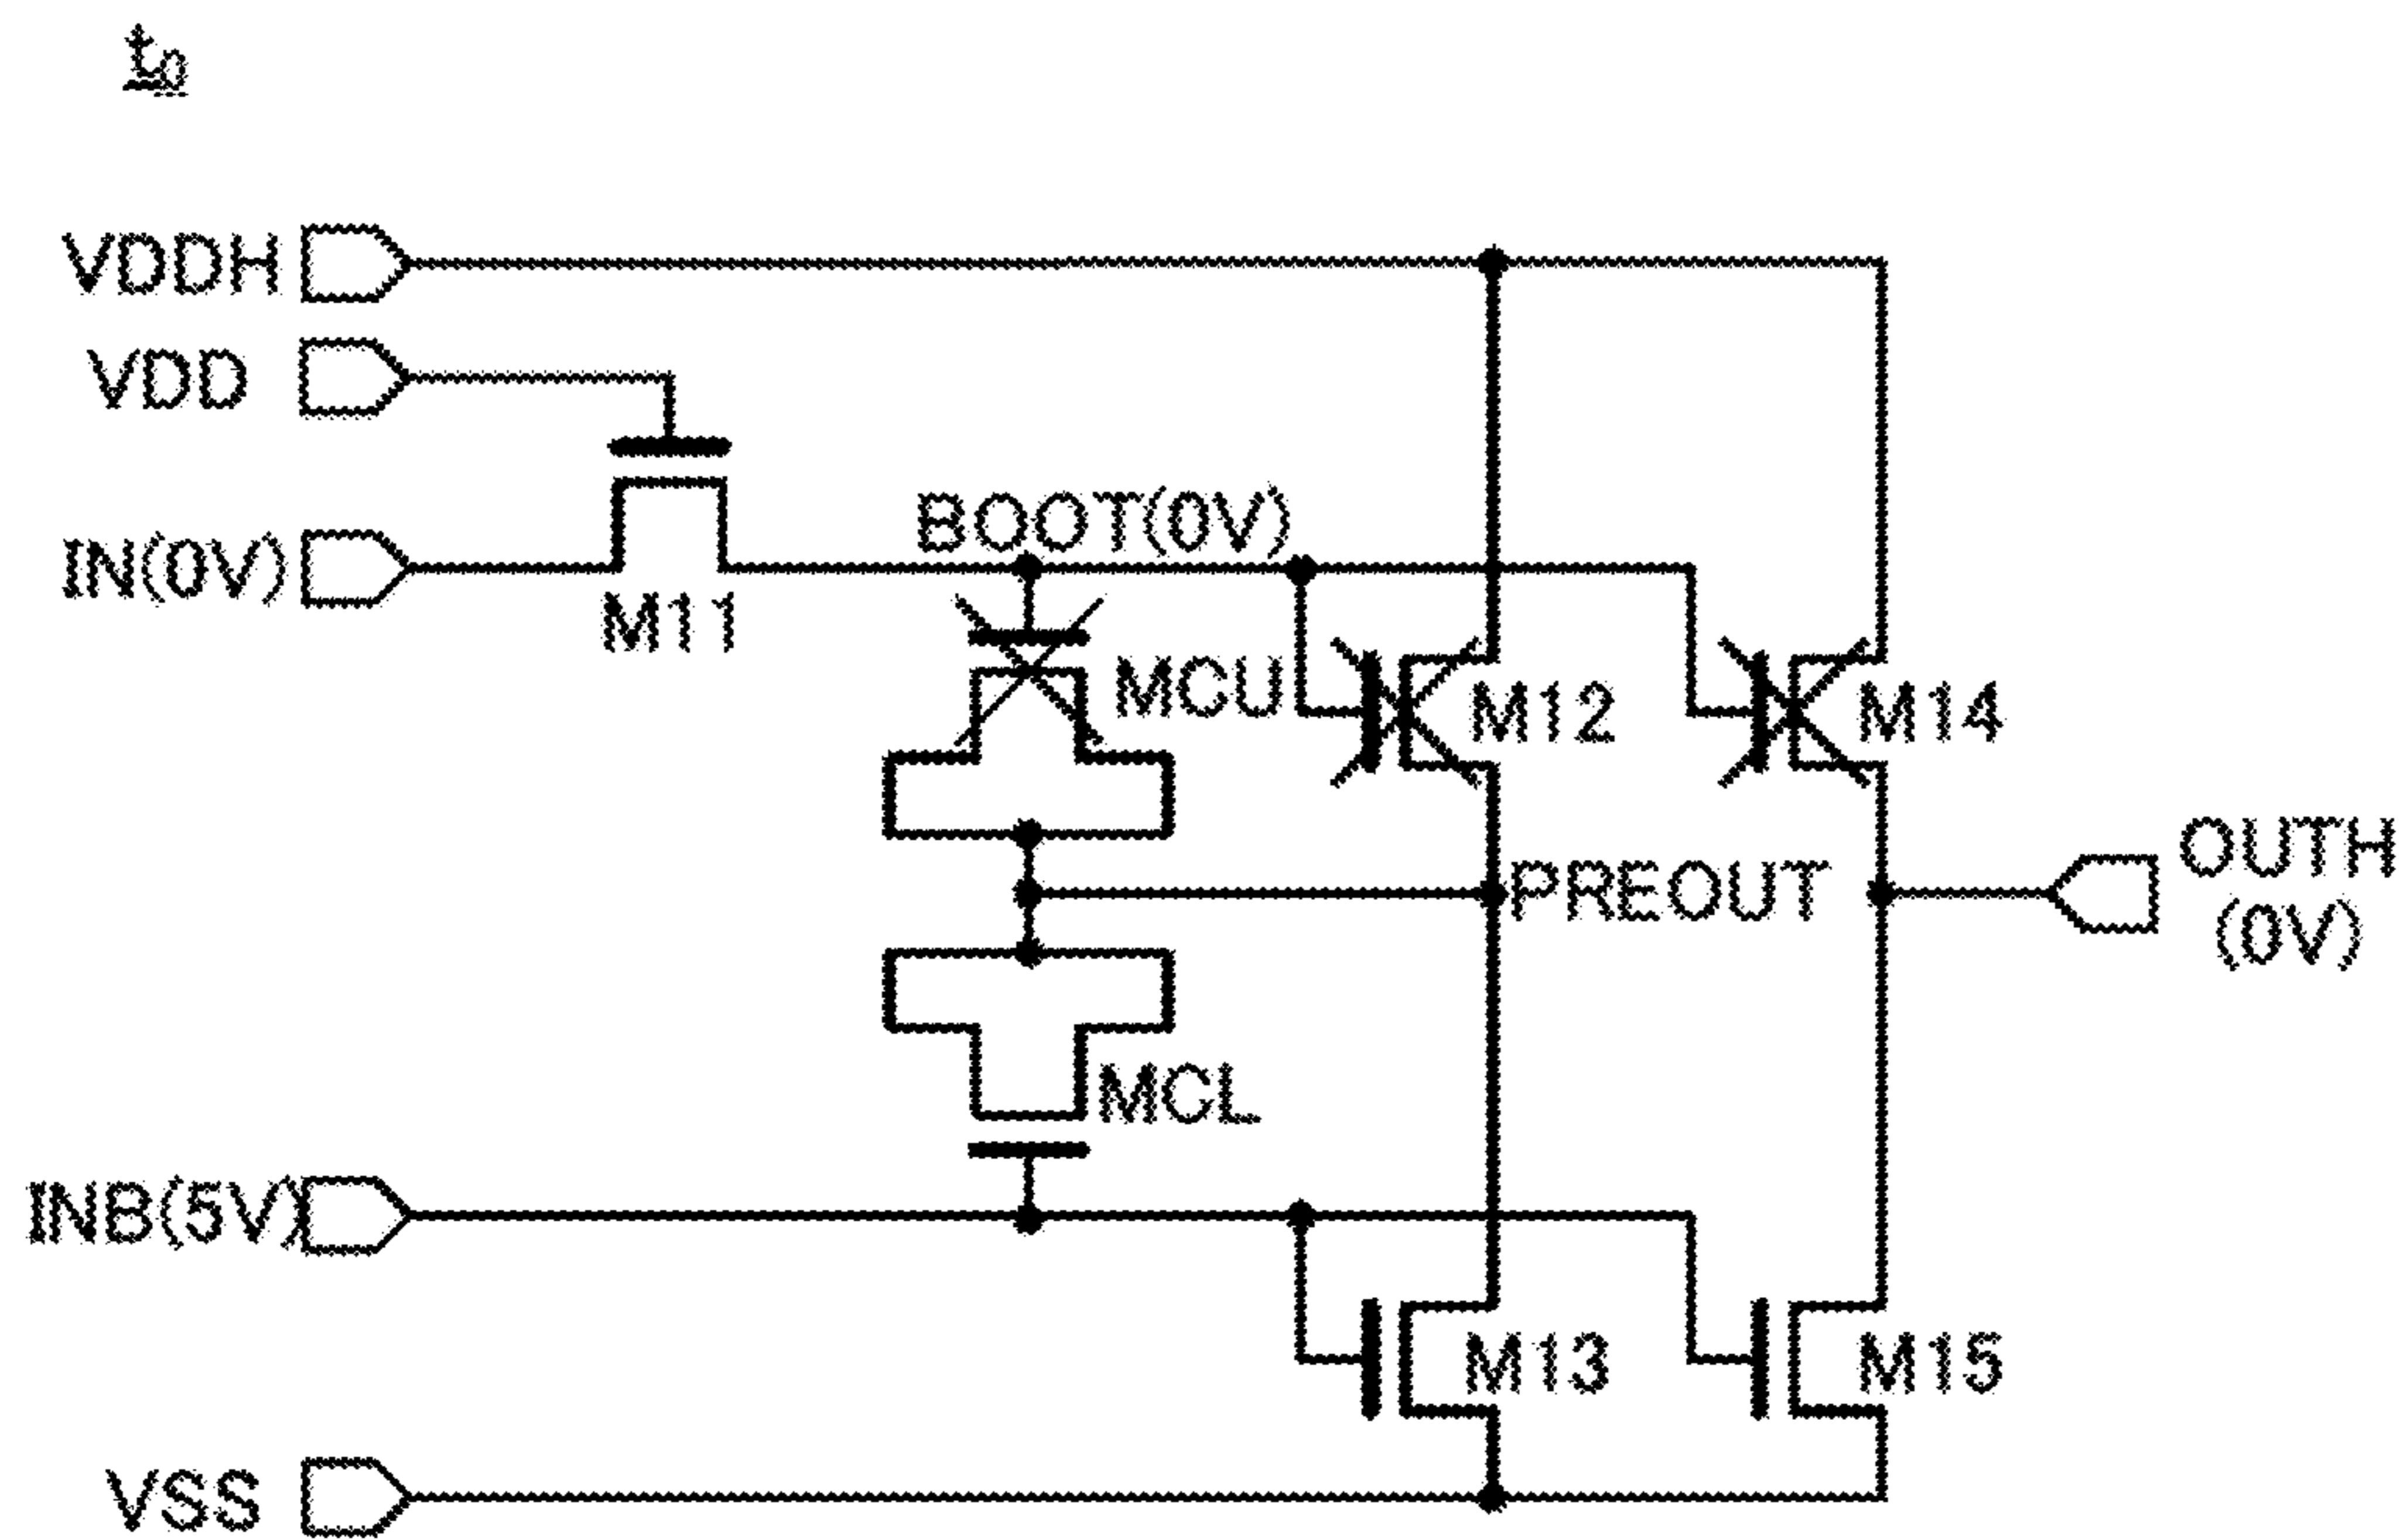 t0
VDDH
VDD
BOOT(0V)
IN(0V)
M11
MCU
M12
M14
OUTH
(0V)
PREOUT
MCL
INB(5V)
M13
M15
VSS